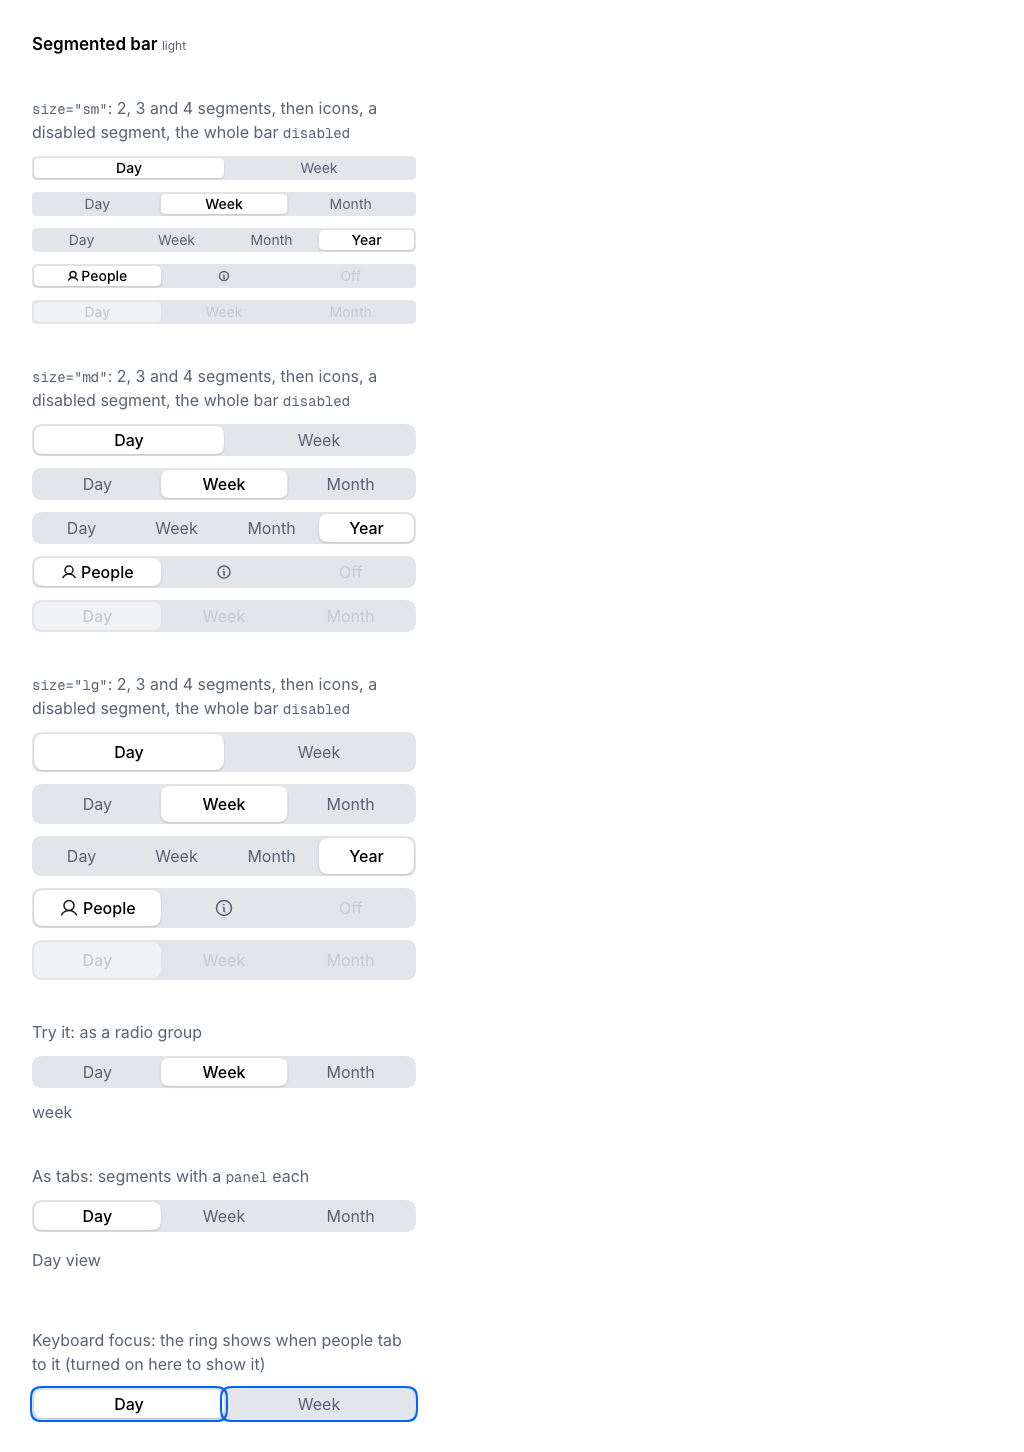 Segmented bar light
size="sm": 2, 3 and 4 segments, then icons, a
disabled segment, the whole bar disabled
Day Week
Day Week Month
Day Week Month Year
People Off
Day Week Month
size="md": 2, 3 and 4 segments, then icons, a
disabled segment, the whole bar disabled
Day Week
Day Week Month
Day Week Month Year
People Off
Day Week Month
size="lg": 2, 3 and 4 segments, then icons, a
disabled segment, the whole bar disabled
Day Week
Day Week Month
Day Week Month Year
People Off
Day Week Month
Try it: as a radio group
Day Week Month
week
As tabs: segments with a panel each
Day Week Month
Day view
Keyboard focus: the ring shows when people tab
to it (turned on here to show it)
Day Week